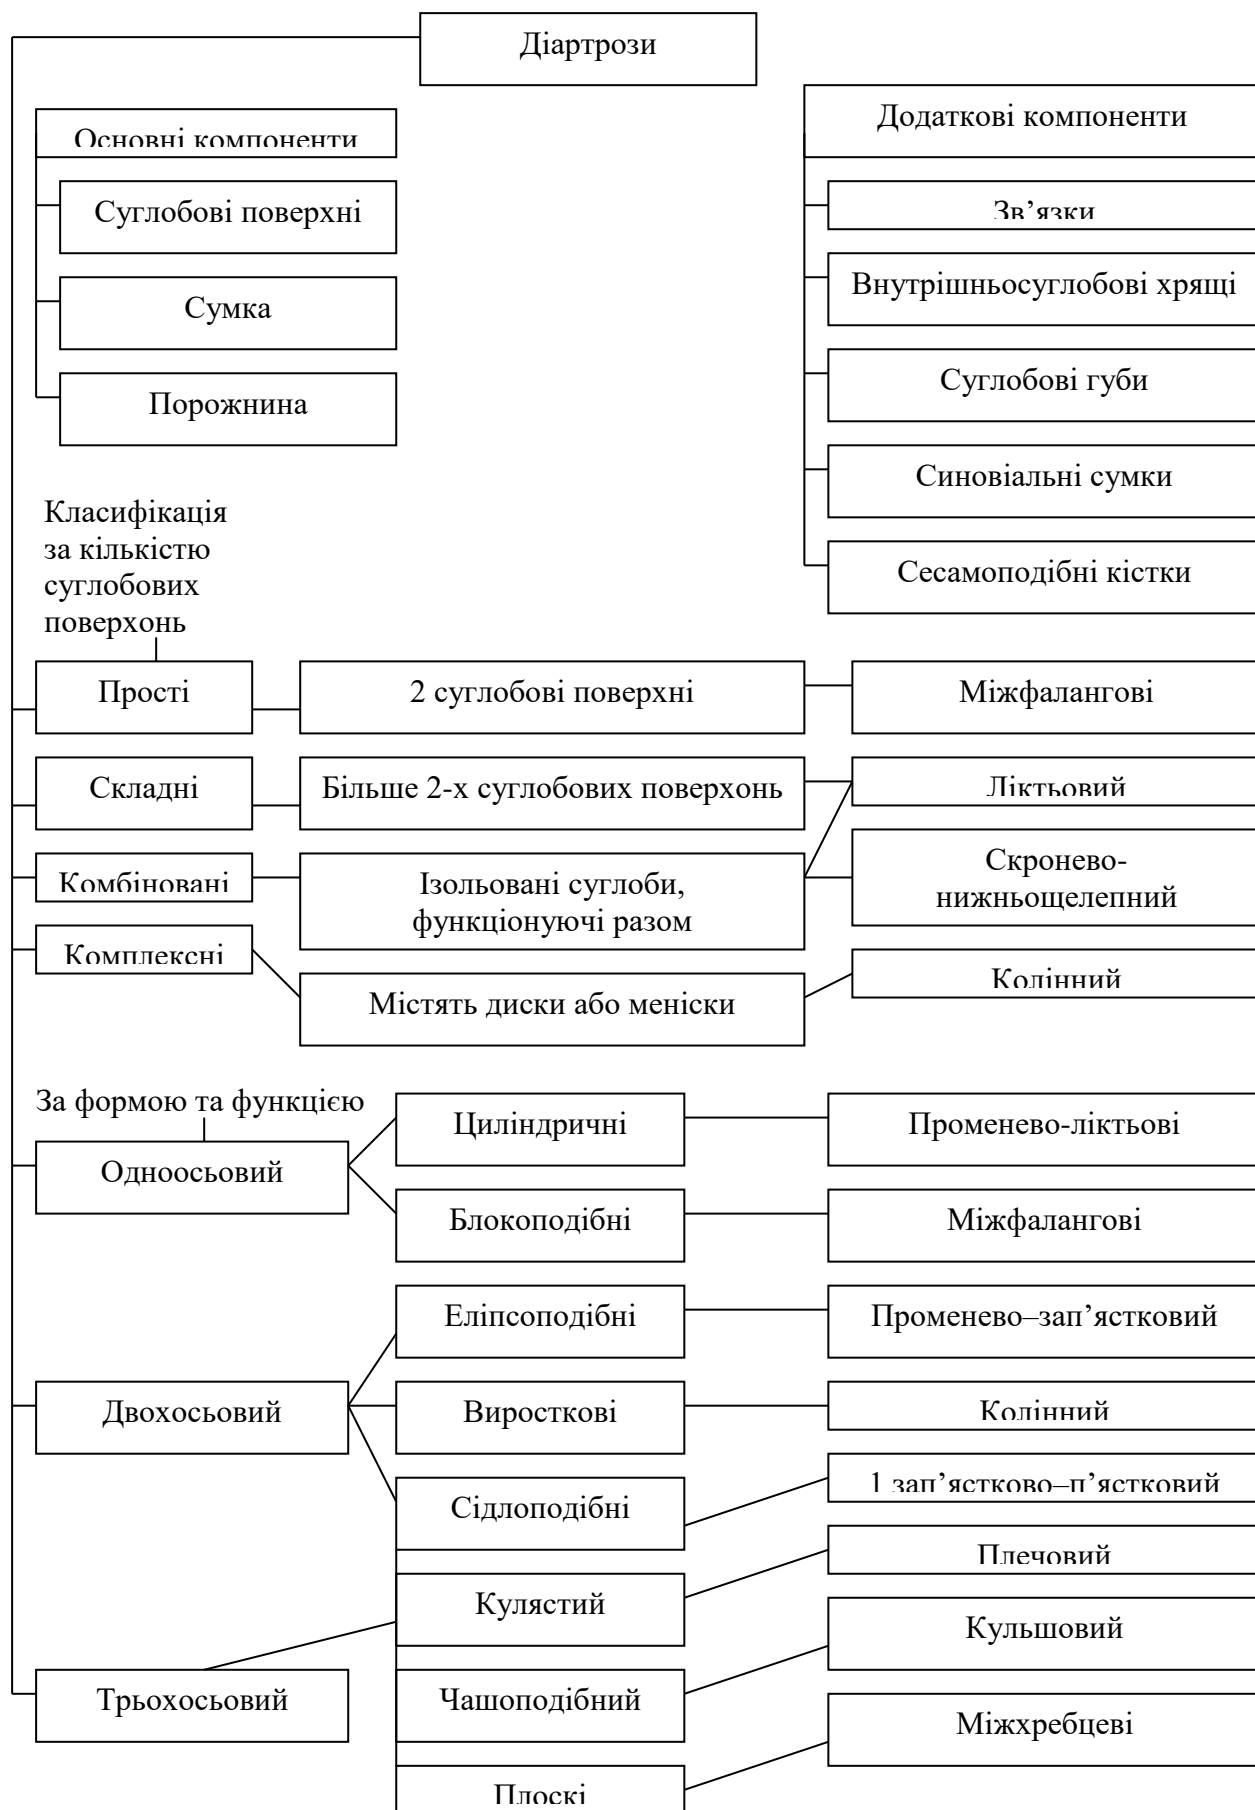 Діартрози
Основні компоненти
Додаткові компоненти
Суглобові поверхні
Зв’язки
Сумка
Внутрішньосуглобові хрящі
Порожнина
Суглобові губи
Синовіальні сумки
Сесамоподібні кістки
Класифікація
за кількістю
суглобових
поверхонь
Прості
2 суглобові поверхні
Міжфалангові
Складні
Більше 2-х суглобових поверхонь
Ліктьовий
Комбіновані
Ізольовані суглоби,
функціонуючі разом
Скронево-
нижньощелепний
Комплексні
Містять диски або меніски
Колінний
За формою та функцією
Одноосьовий
Циліндричні
Променево-ліктьові
Блокоподібні
Міжфалангові
Двохосьовий
Еліпсоподібні
Променево–зап’ястковий
Виросткові
Колінний
Сідлоподібні
1 зап’ястково–п’ястковий
Трьохосьовий
Кулястий
Плечовий
Чашоподібний
Кульшовий
Плоскі
Міжхребцеві